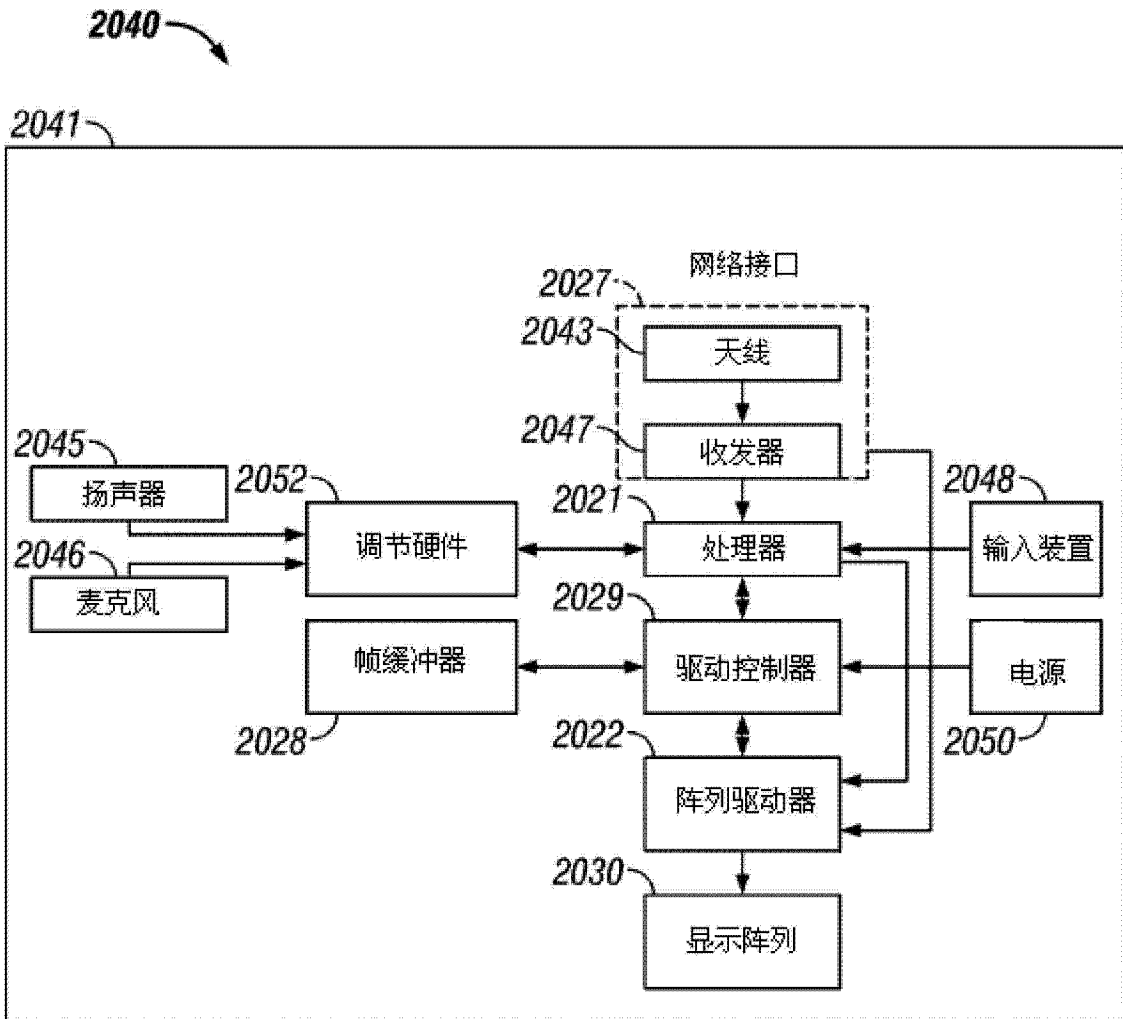 2040
2041
网络接口
2027
2043
天线
2047
收发器
2045
扬声器
2052
调节硬件
2021
处理器
2048
输入装置
2046
麦克风
2029
驱动控制器
帧缓冲器
2028
电源
2050
2022
阵列驱动器
2030
显示阵列